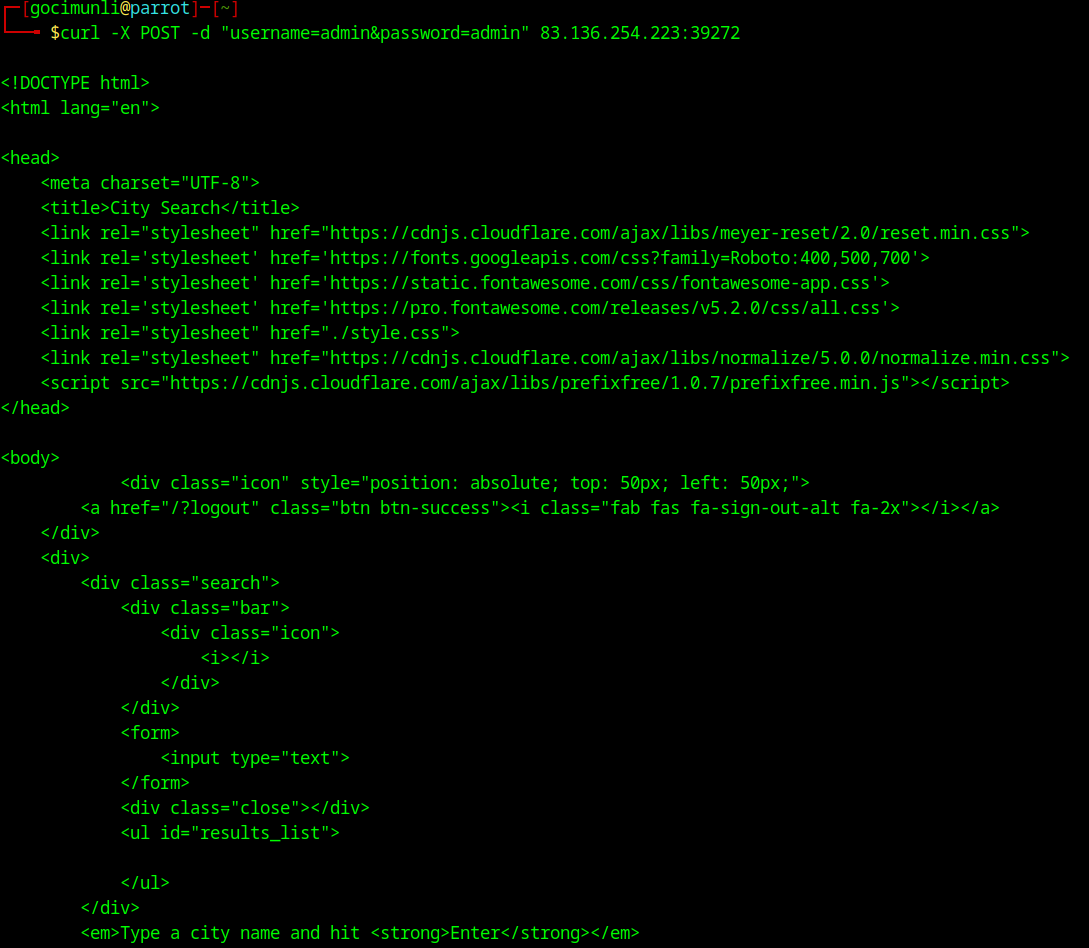 [gocimunli@parrot]─[~]
$curl -X POST -d "username=admin&password=admin" 83.136.254.223:39272
<!DOCTYPE html>
<html lang="en">
<head>
<meta charset="UTF-8">
<title>City Search</title>
<link rel="stylesheet" href="https://cdnjs.cloudflare.com/ajax/libs/meyer-reset/2.0/reset.min.css">
<link rel='stylesheet' href='https://fonts.googleapis.com/css?family=Roboto:400,500,700'>
<link rel='stylesheet' href='https://static.fontawesome.com/css/fontawesome-app.css'>
<link rel='stylesheet' href='https://pro.fontawesome.com/releases/v5.2.0/css/all.css'>
<link rel="stylesheet" href="./style.css">
<link rel="stylesheet" href="https://cdnjs.cloudflare.com/ajax/libs/normalize/5.0.0/normalize.min.css">
<script src="https://cdnjs.cloudflare.com/ajax/libs/prefixfree/1.0.7/prefixfree.min.js"></script>
</head>
<body>
<div class="icon" style="position: absolute; top: 50px; left: 50px;">
<a href="/?logout" class="btn btn-success"><i class="fab fas fa-sign-out-alt fa-2x"></i></a>
</div>
<div>
<div class="search">
<div class="bar">
<div class="icon">
<i></i>
</div>
</div>
<form>
<input type="text">
</form>
<div class="close"></div>
<ul id="results_list">
</ul>
</div>
<em>Type a city name and hit <strong>Enter</strong></em>